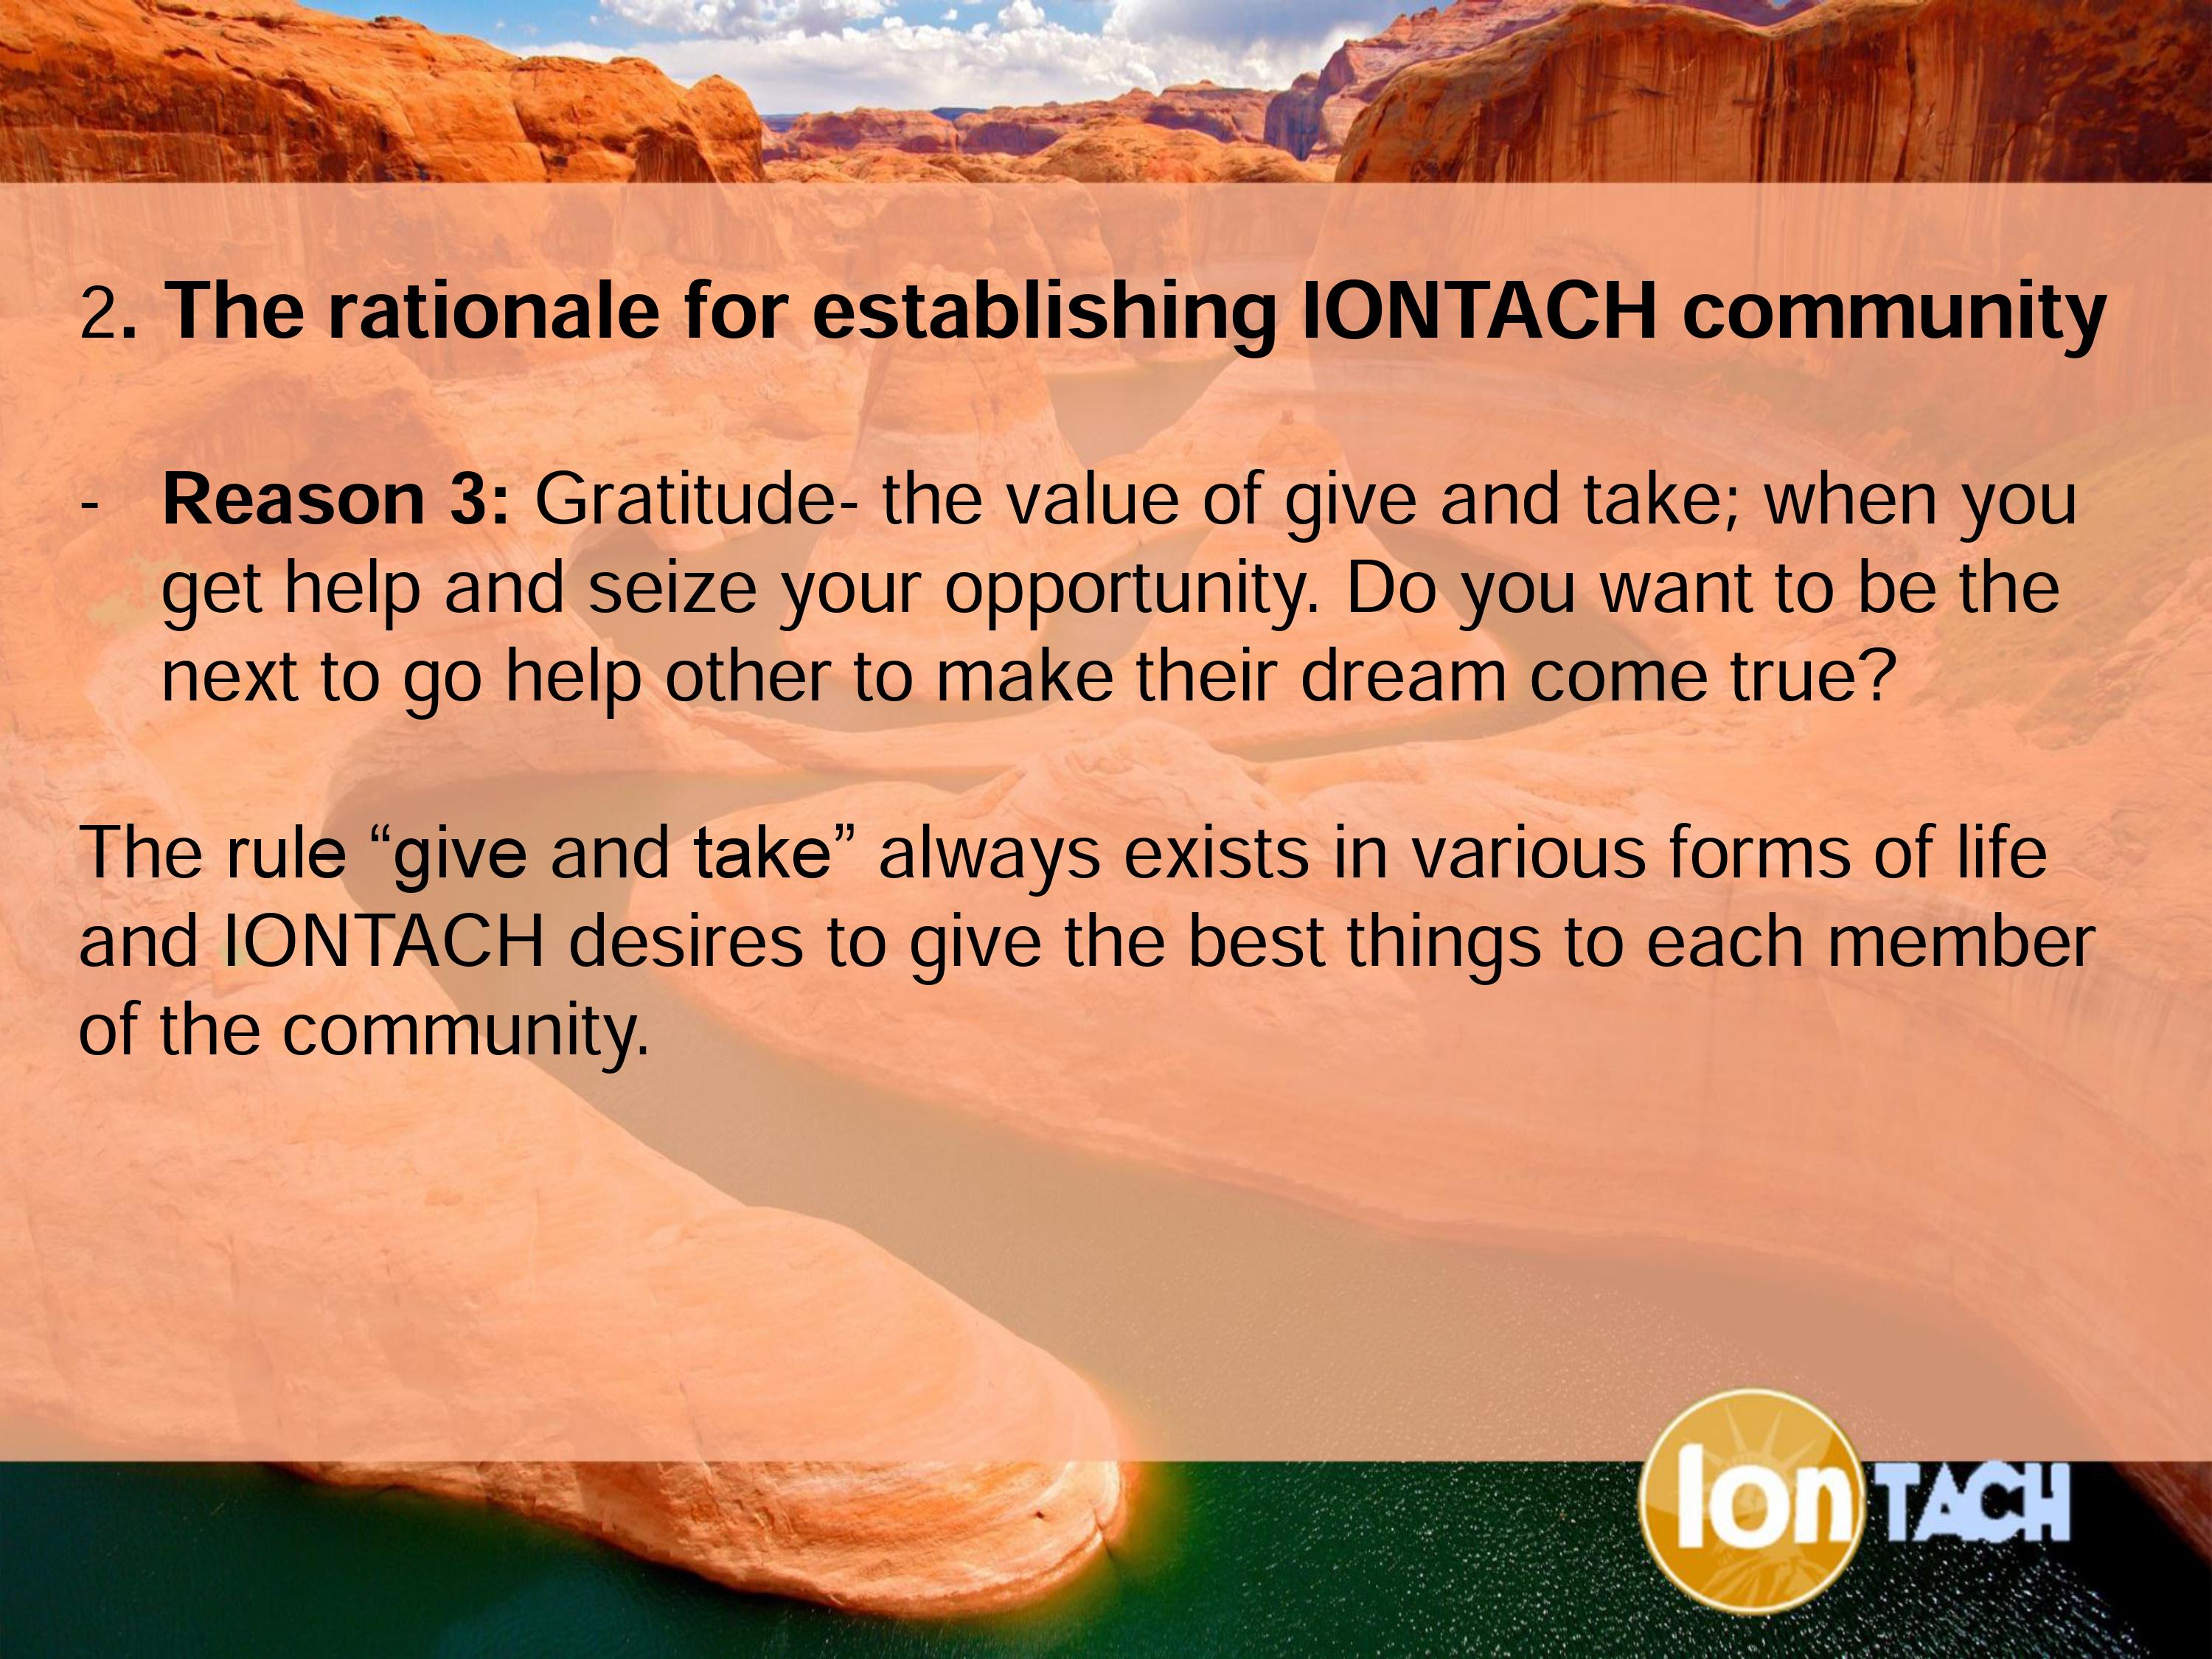 2. The rationale for establishing IONTACH community
- Reason 3: Gratitude- the value of give and take; when you
get help and seize your opportunity. Do you want to be the
next to go help other to make their dream come true?
The rule “give and take” always exists in various forms of life
and IONTACH desires to give the best things to each member
of the community.
Ion TACH